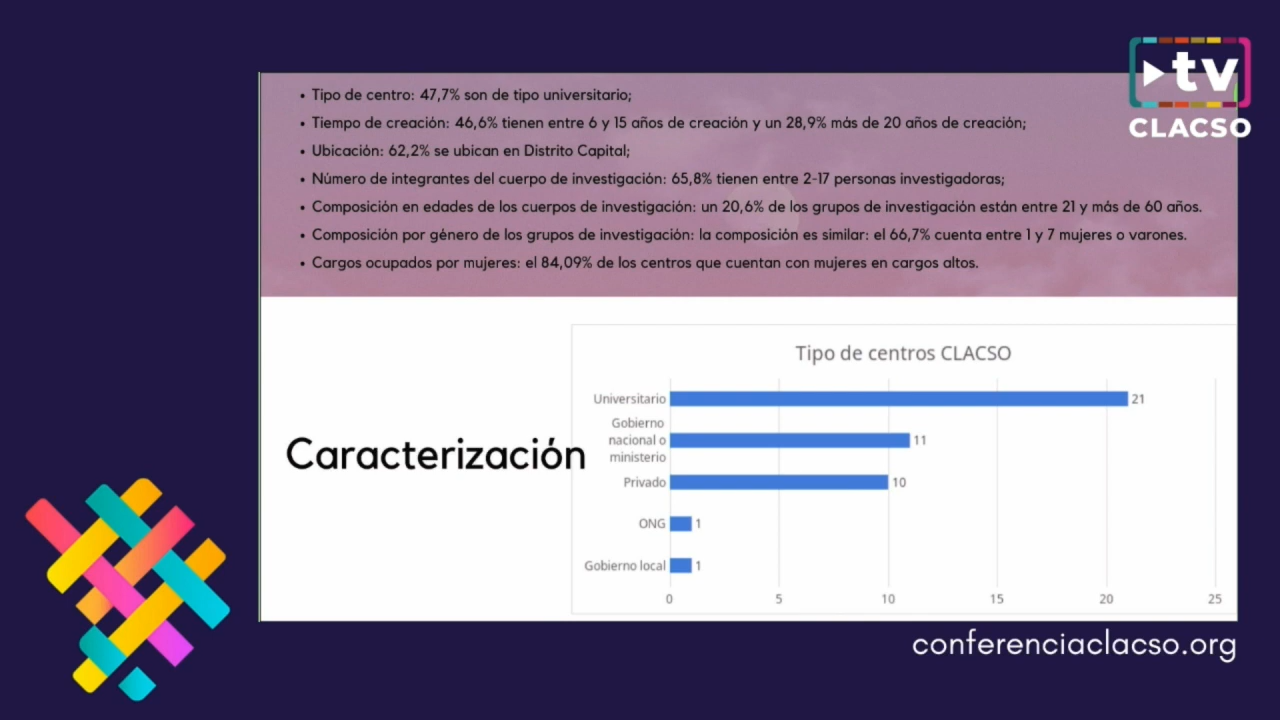 tv
CLACSO
• Tipo de centro: 47,7% son de tipo universitario;
• Tiempo de creación: 46,6% tienen entre 6 y 15 años de creación y un 28,9% más de 20 años de creación;
• Ubicación: 62,2% se ubican en Distrito Capital;
• Número de integrantes del cuerpo de investigación: 65,8% tienen entre 2-17 personas investigadoras;
• Composición en edades de los cuerpos de investigación: un 20,6% de los grupos de investigación están entre 21 y más de 60 años.
• Composición por género de los grupos de investigación: la composición es similar: el 66,7% cuenta entre 1 y 7 mujeres o varones.
• Cargos ocupados por mujeres: el 84,09% de los centros que cuentan con mujeres en cargos altos.
Caracterización
Tipo de centros CLACSO
Universitario 21
Gobierno
nacional o 11
ministerio
Privado 10
ONG 1
Gobierno local 1
0 5 10 15 20 25
conferenciaclacso.org